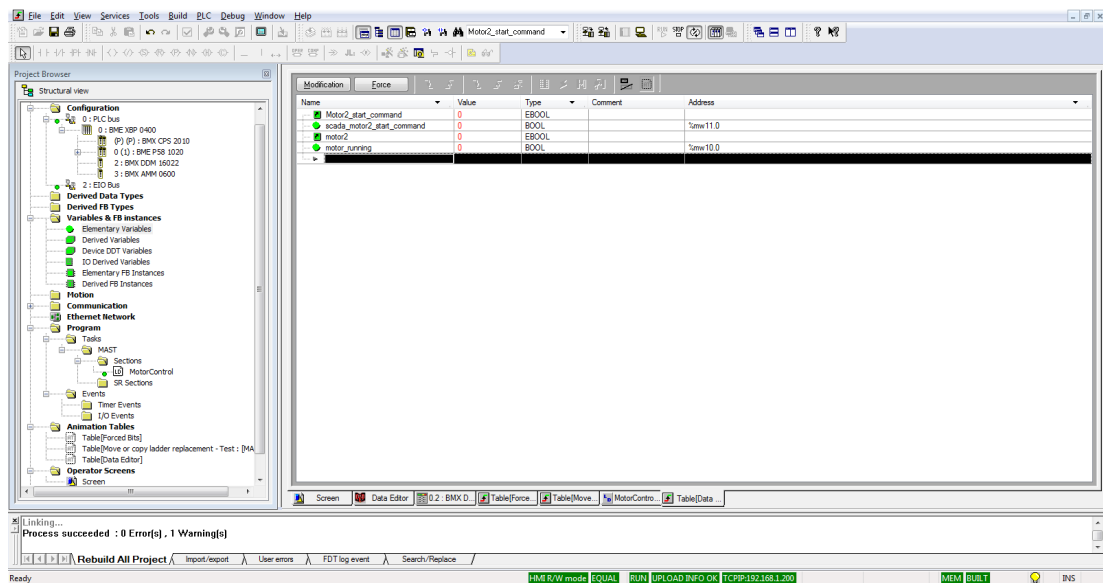 File Edit View Services Tools Build PLC Debug Window Help
Motor2_start_command
Project Browser
Structural view
Configuration
0 : PLC bus
0 : BME XBP 0400
(P) (P) : BMX CPS 2010
0 (1) : BME P58 1020
2 : BMX DDM 16022
3 : BMX AMM 0600
2 : EIO Bus
Derived Data Types
Derived FB Types
Variables & FB instances
Elementary Variables
Derived Variables
Device DDT Variables
IO Derived Variables
Elementary FB Instances
Derived FB Instances
Motion
Communication
Ethernet Network
Program
Tasks
MAST
Sections
LD MotorControl
SR Sections
Events
Timer Events
I/O Events
Animation Tables
Table[Forced Bits]
Table[Move or copy ladder replacement - Test : [MA
Table[Data Editor]
Operator Screens
Screen
Modification Force
Name Value Type Comment Address
Motor2_start_command 0 EBOOL
scada_motor2_start_command 0 BOOL %mw11.0
motor2 0 EBOOL
motor_running 0 BOOL %mw10.0
Screen Data Editor 0.2 : BMX D... Table[Force... Table[Move... MotorContro... Table[Data ...
Linking...
Process succeeded : 0 Error(s) , 1 Warning(s)
Rebuild All Project Import/export User errors FDT log event Search/Replace
Ready HMI R/W mode EQUAL RUN UPLOAD INFO OK TCPIP:192.168.1.200 MEM BUILT INS